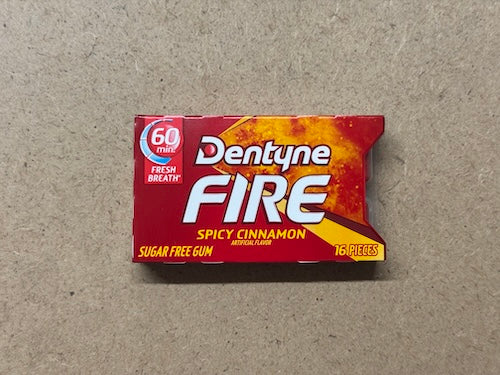 60
min.
FRESH
BREATH*
Dentyne
FIRE
SPICY CINNAMON
ARTIFICIAL FLAVOR
SUGAR FREE GUM
16 PIECES